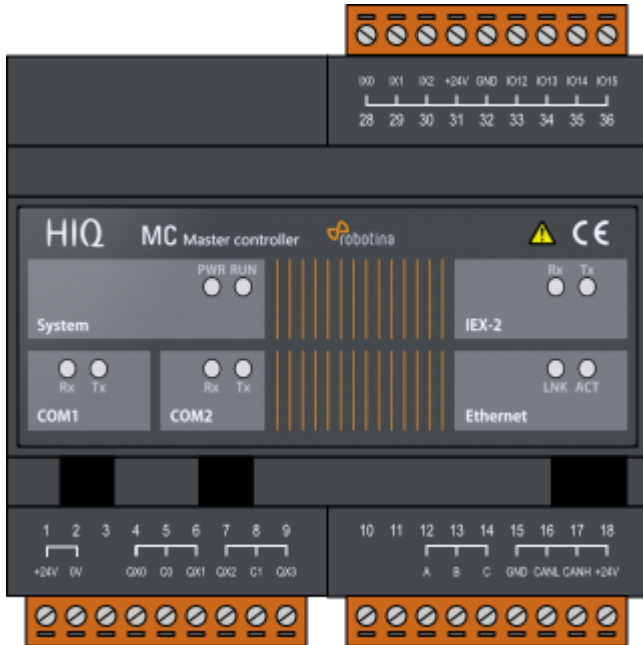 IX0 IX1 IX2 +24V GND IO12 IO13 IO14 IO15
28 29 30 31 32 33 34 35 36
HIQ MC Master controller robotina CE
PWR RUN
System
Rx Tx
IEX-2
Rx Tx
COM1
Rx Tx
COM2
LNK ACT
Ethernet
1 2 3 4 5 6 7 8 9 10 11 12 13 14 15 16 17 18
+24V 0V QX0 C0 QX1 QX2 C1 QX3 A B C GND CANL CANH +24V